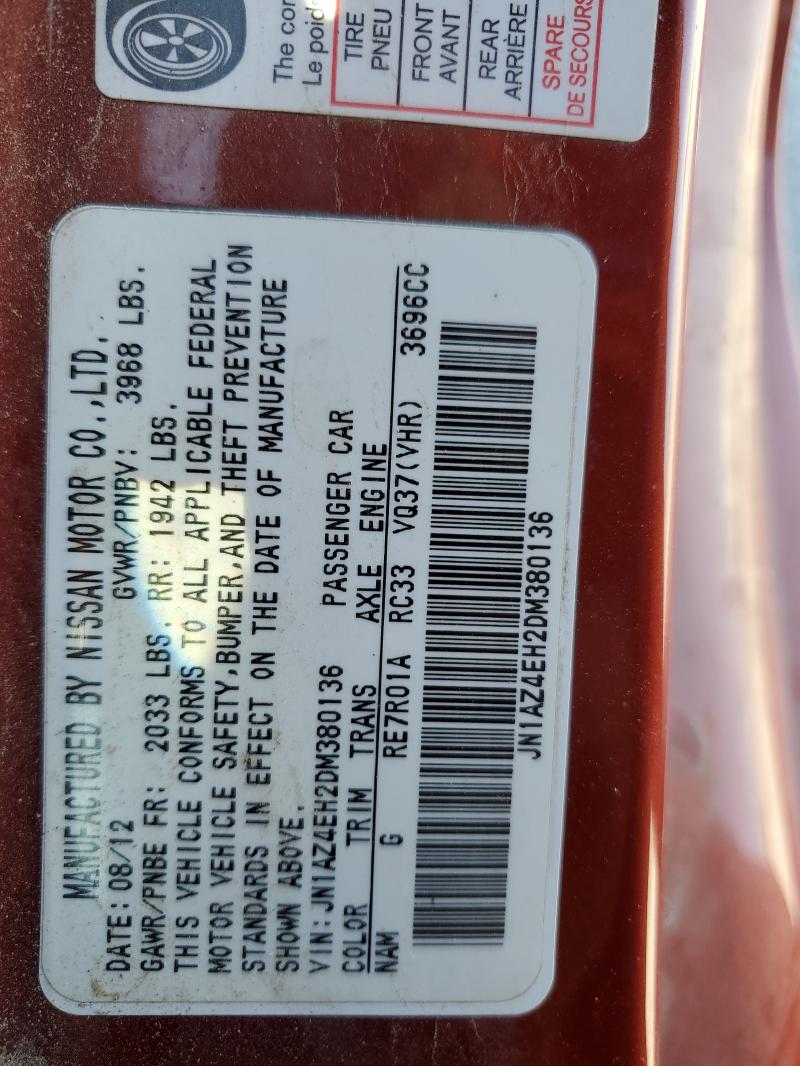 The cor
Le poid
TIRE
PNEU
FRONT
AVANT
REAR
ARRIÈRE
SPARE
DE SECOURS
MANUFACTURED BY NISSAN MOTOR CO.,LTD.
DATE: 08/12 GVWR/PNBV: 3968 LBS.
GAWR/PNBE FR: 2033 LBS. RR: 1942 LBS.
THIS VEHICLE CONFORMS TO ALL APPLICABLE FEDERAL
MOTOR VEHICLE SAFETY,BUMPER,AND THEFT PREVENTION
STANDARDS IN EFFECT ON THE DATE OF MANUFACTURE
SHOWN ABOVE.
VIN:JN1AZ4EH2DM380136 PASSENGER CAR
COLOR TRIM TRANS AXLE ENGINE
NAM G RE7R01A RC33 VQ37(VHR) 3696CC
JN1AZ4EH2DM380136